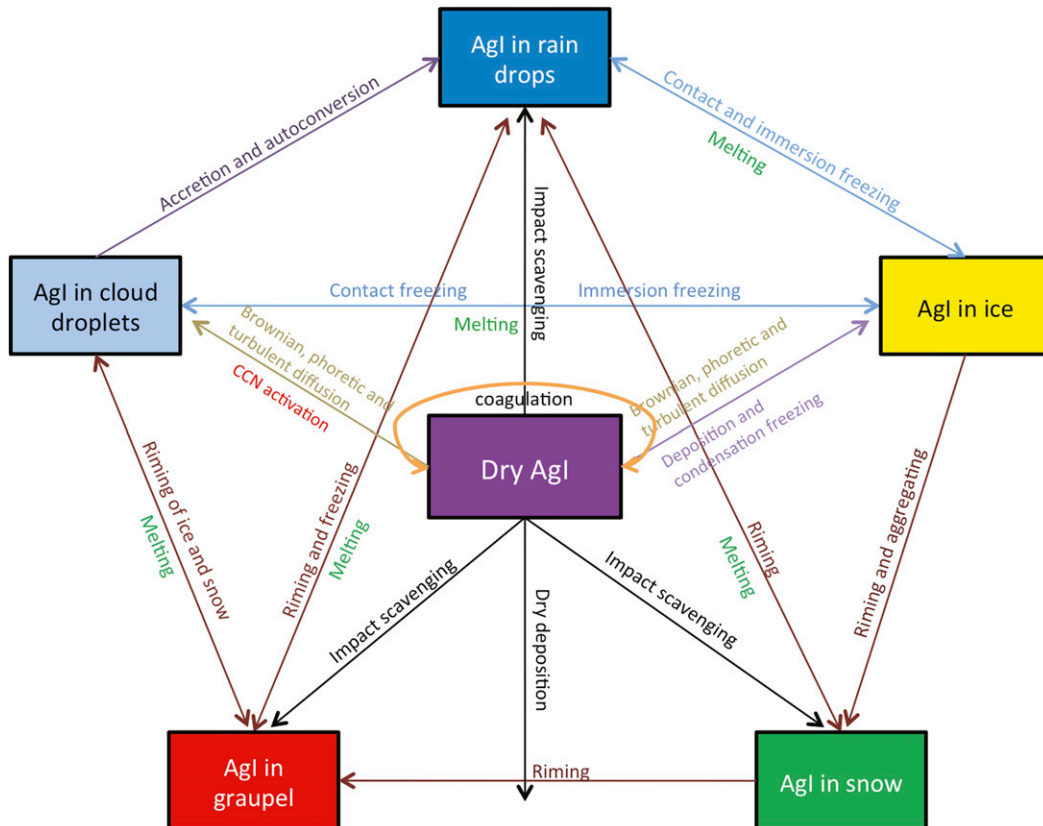 AgI in rain
drops
Contact and immersion freezing
Melting
Accretion and autoconversion
Impact scavenging
AgI in cloud
droplets
Contact freezing
Immersion freezing
Melting
AgI in ice
Brownian, phoretic and
turbulent diffusion
CCN activation
Brownian, phoretic and
turbulent diffusion
Deposition and
condensation freezing
coagulation
Dry AgI
Riming of ice and snow
Melting
Riming and freezing
Melting
Riming
Melting
Riming and aggregating
Impact scavenging
Dry deposition
Impact scavenging
AgI in
graupel
Riming
AgI in snow